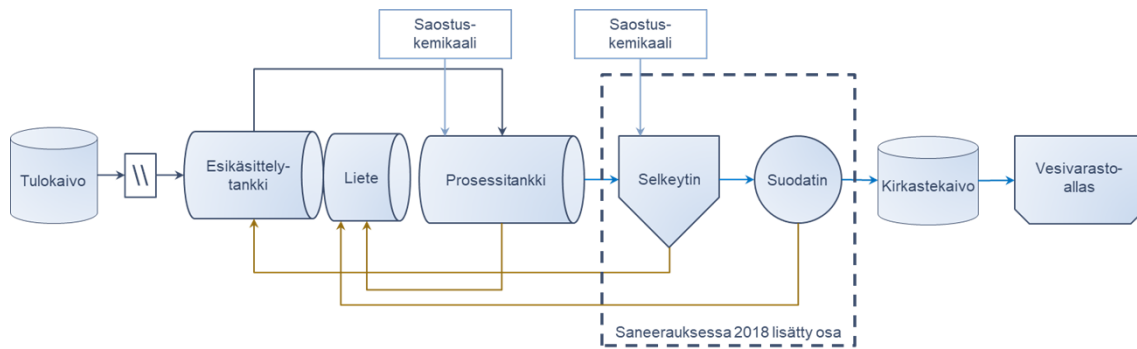 Saostus-
kemikaali
Saostus-
kemikaali
Tulokaivo
\\
Esikäsittely-
tankki
Liete
Prosessitankki
Selkeytin
Suodatin
Kirkastekaivo
Vesivarasto-
allas
Saneerauksessa 2018 lisätty osa